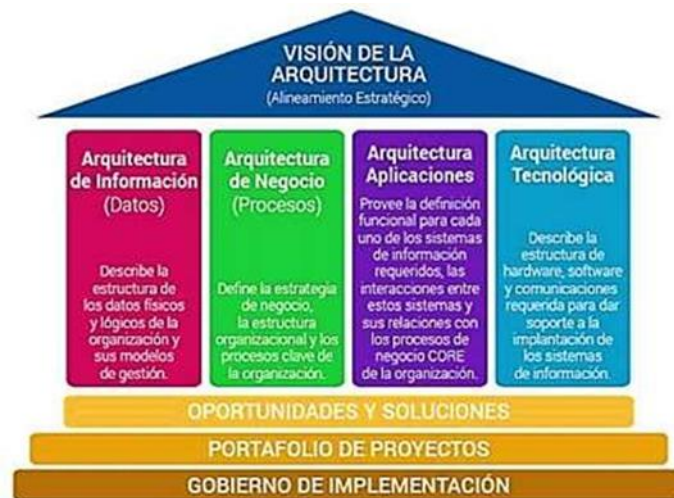 VISIÓN DE LA
ARQUITECTURA
(Alineamiento Estratégico)
Arquitectura
de Información
(Datos)
Describe la
estructura de
los datos físicos
y lógicos de la
organización y
sus modelos
de gestión.
Arquitectura
de Negocio
(Procesos)
Define la estrategia
de negocio,
la estructura
organizacional y los
procesos clave de
la organización.
Arquitectura
Aplicaciones
Provee la definición
funcional para cada
uno de los sistemas
de información
requeridos, las
interacciones entre
estos sistemas y
sus relaciones con
los procesos de
negocio CORE
de la organización.
Arquitectura
Tecnológica
Describe la
estructura de
hardware, software
y comunicaciones
requerida para dar
soporte a la
implantación de
los sistemas
de información.
OPORTUNIDADES Y SOLUCIONES
PORTAFOLIO DE PROYECTOS
GOBIERNO DE IMPLEMENTACIÓN